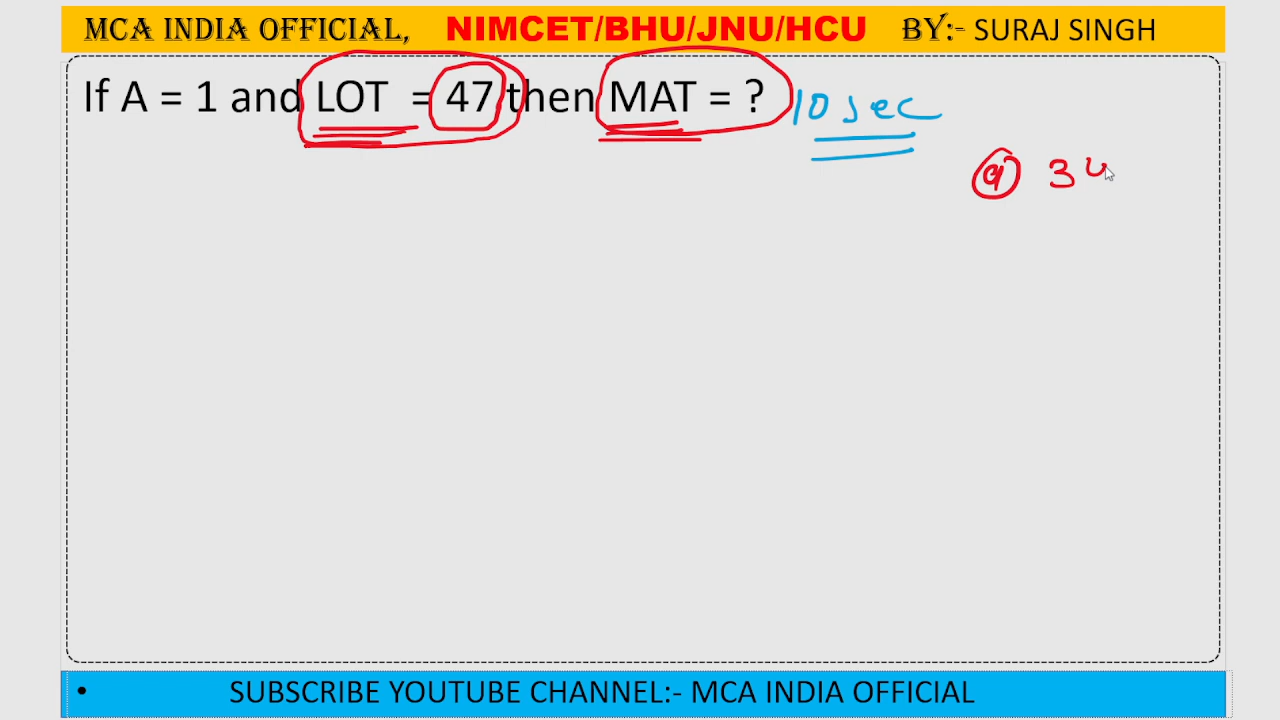 MCA INDIA OFFICIAL, NIMCET/BHU/JNU/HCU BY:- SURAJ SINGH
If A = 1 and LOT = 47 then MAT = ? 10 sec
a 34
• SUBSCRIBE YOUTUBE CHANNEL:- MCA INDIA OFFICIAL